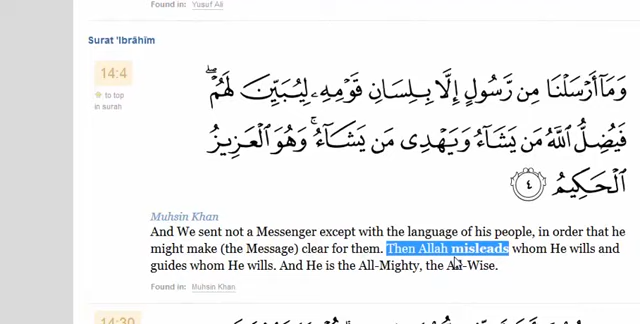 Found in: Yusuf Ali
Surat 'Ibrâhîm
14:4
to top
in surah
وَمَآ أَرْسَلْنَا مِن رَّسُولٍ إِلَّا بِلِسَانِ قَوْمِهِۦ لِيُبَيِّنَ لَهُمْ ۖ
فَيُضِلُّ ٱللَّهُ مَن يَشَآءُ وَيَهْدِى مَن يَشَآءُ ۚ وَهُوَ ٱلْعَزِيزُ
ٱلْحَكِيمُ ٤
Muhsin Khan
And We sent not a Messenger except with the language of his people, in order that he
might make (the Message) clear for them. Then Allah misleads whom He wills and
guides whom He wills. And He is the All-Mighty, the All-Wise.
Found in: Muhsin Khan
14:30